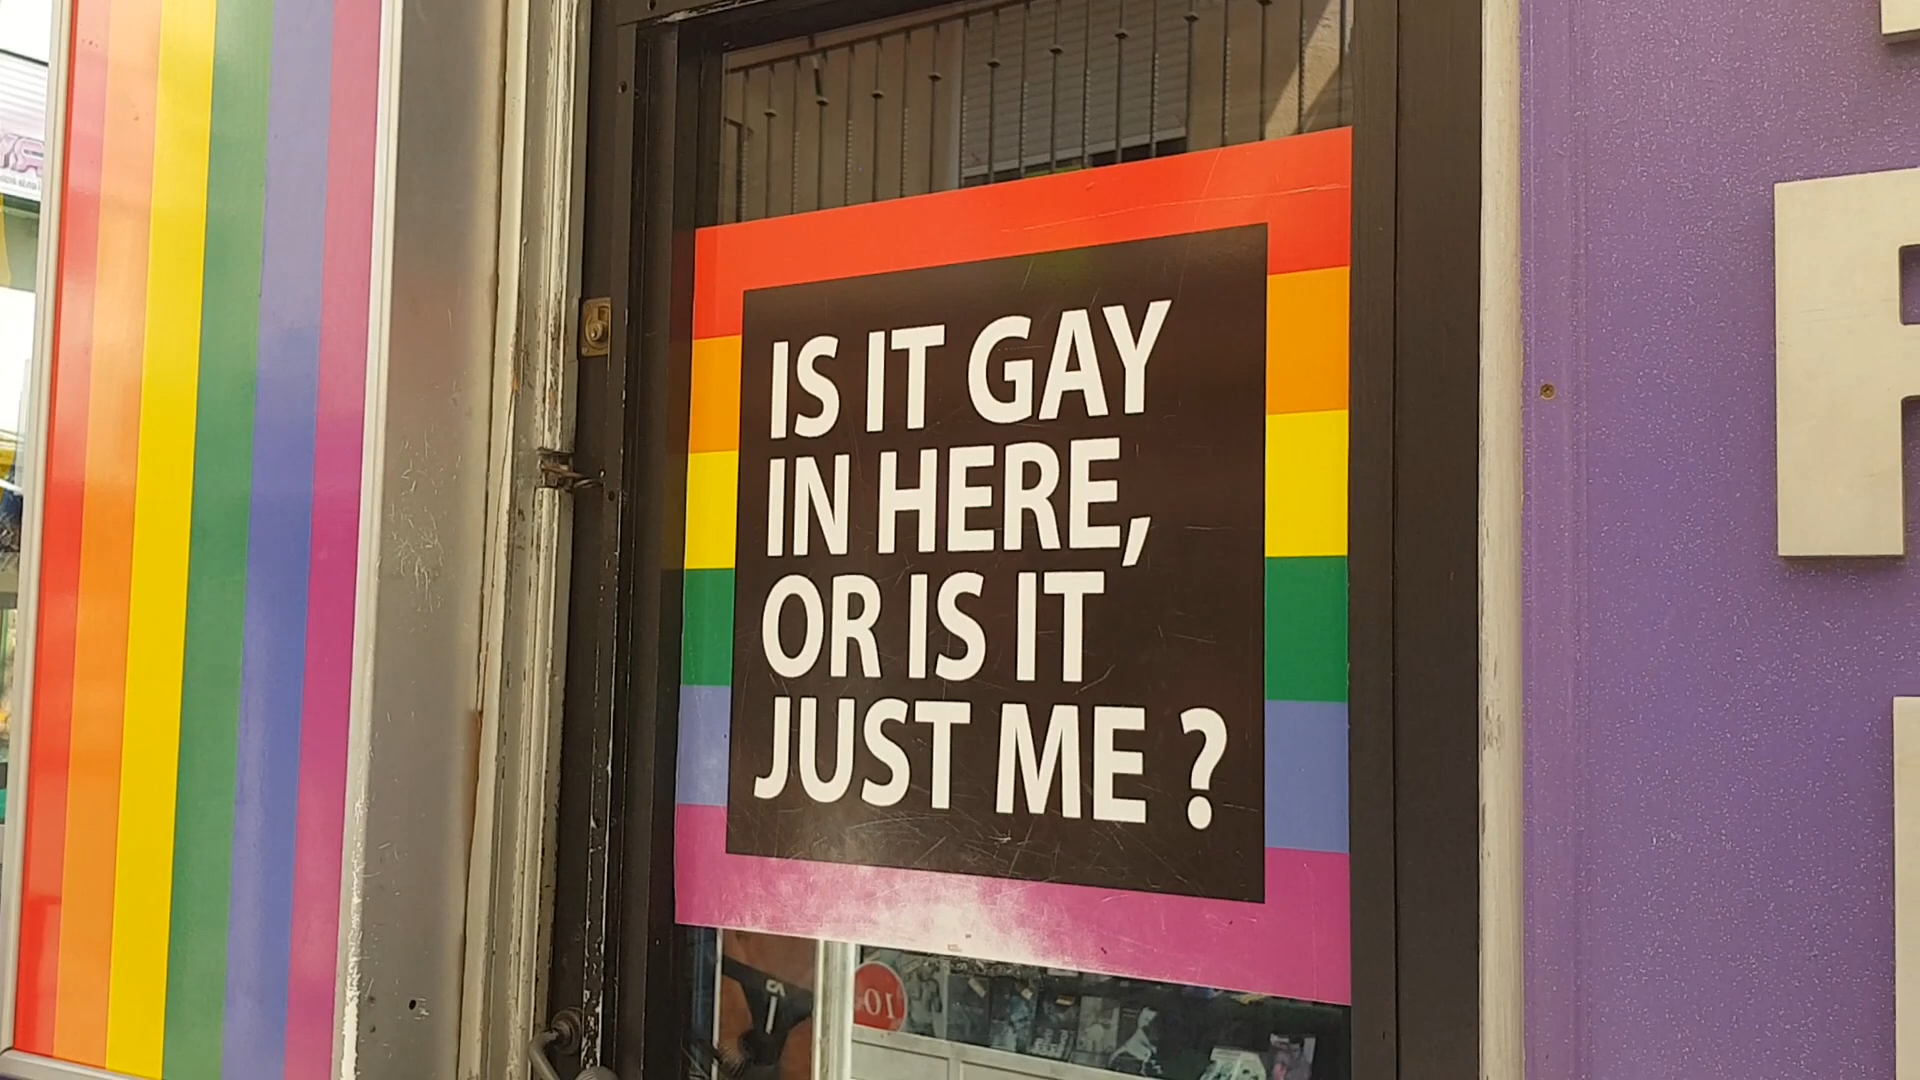 IS IT GAY
IN HERE,
OR IS IT
JUST ME ?